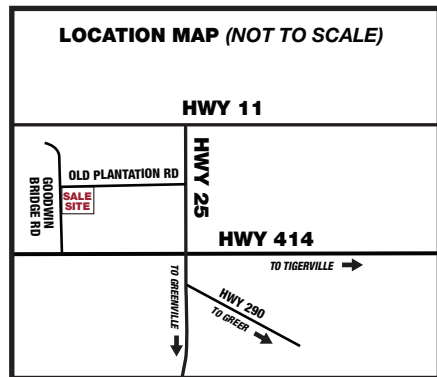 LOCATION MAP (NOT TO SCALE)
HWY 11
OLD PLANTATION RD
GOODWIN
BRIDGE RD
SALE
SITE
HWY 25
HWY 414
TO TIGERVILLE
TO GREENVILLE
HWY 290
TO GREER